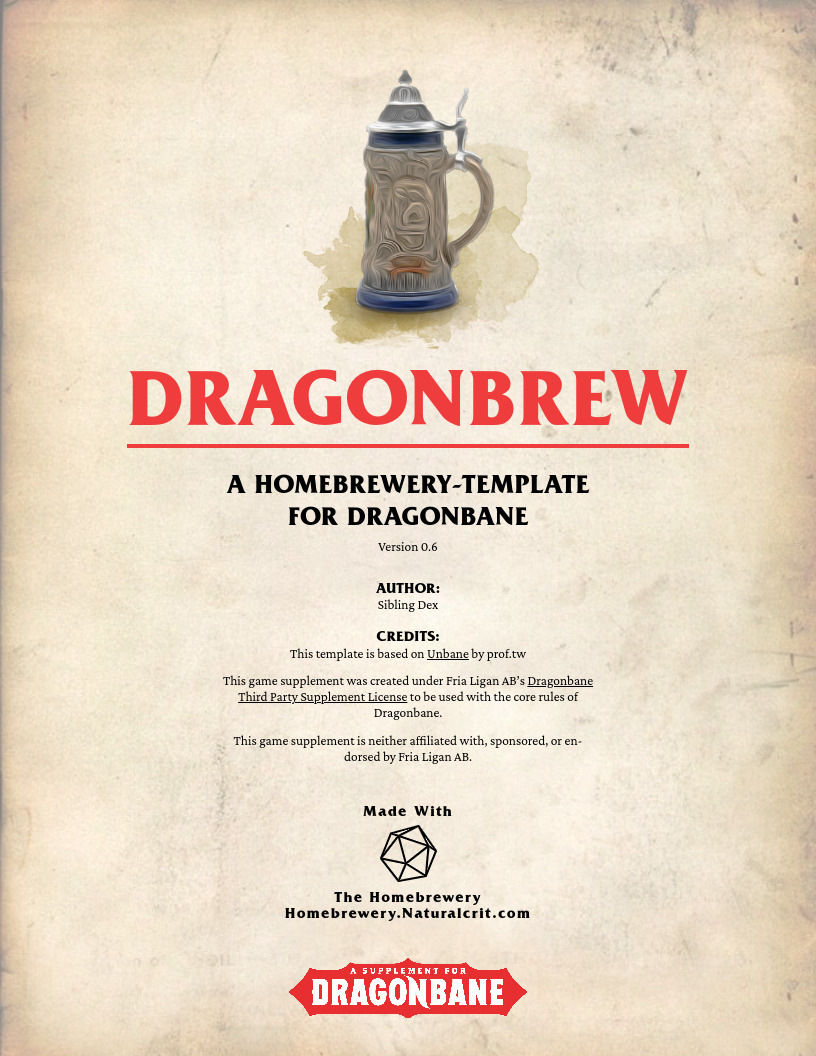 DRAGONBREW
A HOMEBREWERY-TEMPLATE
FOR DRAGONBANE
Version 0.6
AUTHOR:
Sibling Dex
CREDITS:
This template is based on Unbane by prof.tw
This game supplement was created under Fria Ligan AB’s Dragonbane
Third Party Supplement License to be used with the core rules of
Dragonbane.
This game supplement is neither affiliated with, sponsored, or en-
dorsed by Fria Ligan AB.
Made With
The Homebrewery
Homebrewery.Naturalcrit.com
A SUPPLEMENT FOR
DRAGONBANE